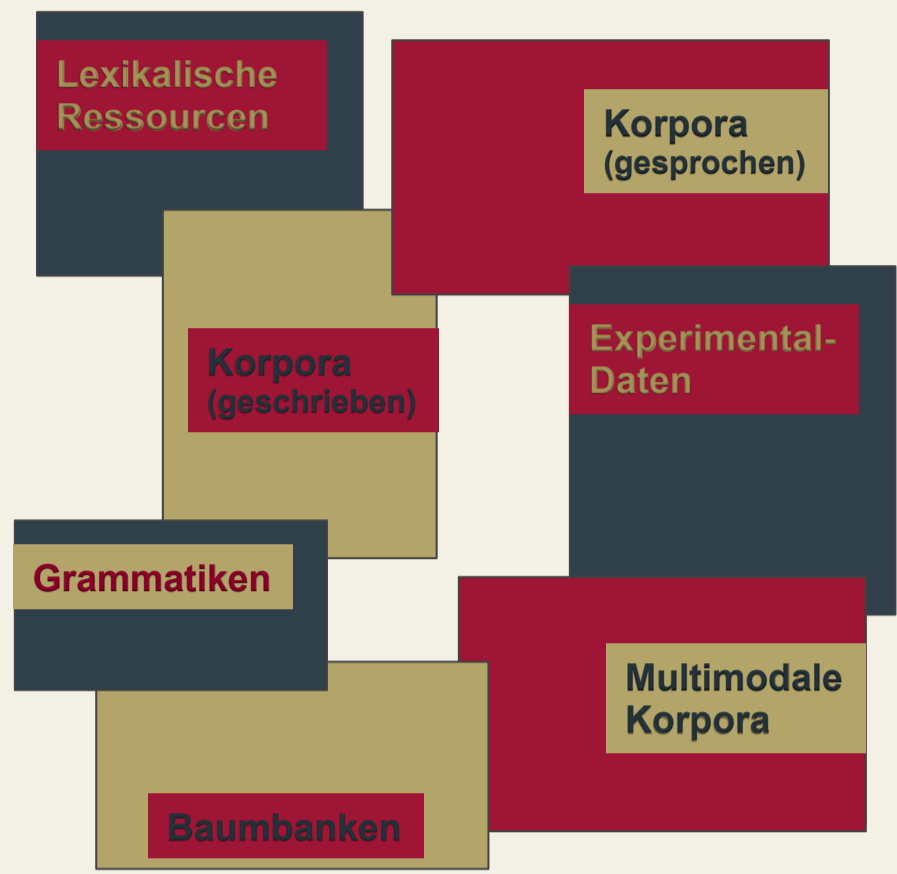 Lexikalische
Ressourcen
Korpora
(gesprochen)
Korpora
(geschrieben)
Experimental-
Daten
Grammatiken
Multimodale
Korpora
Baumbanken